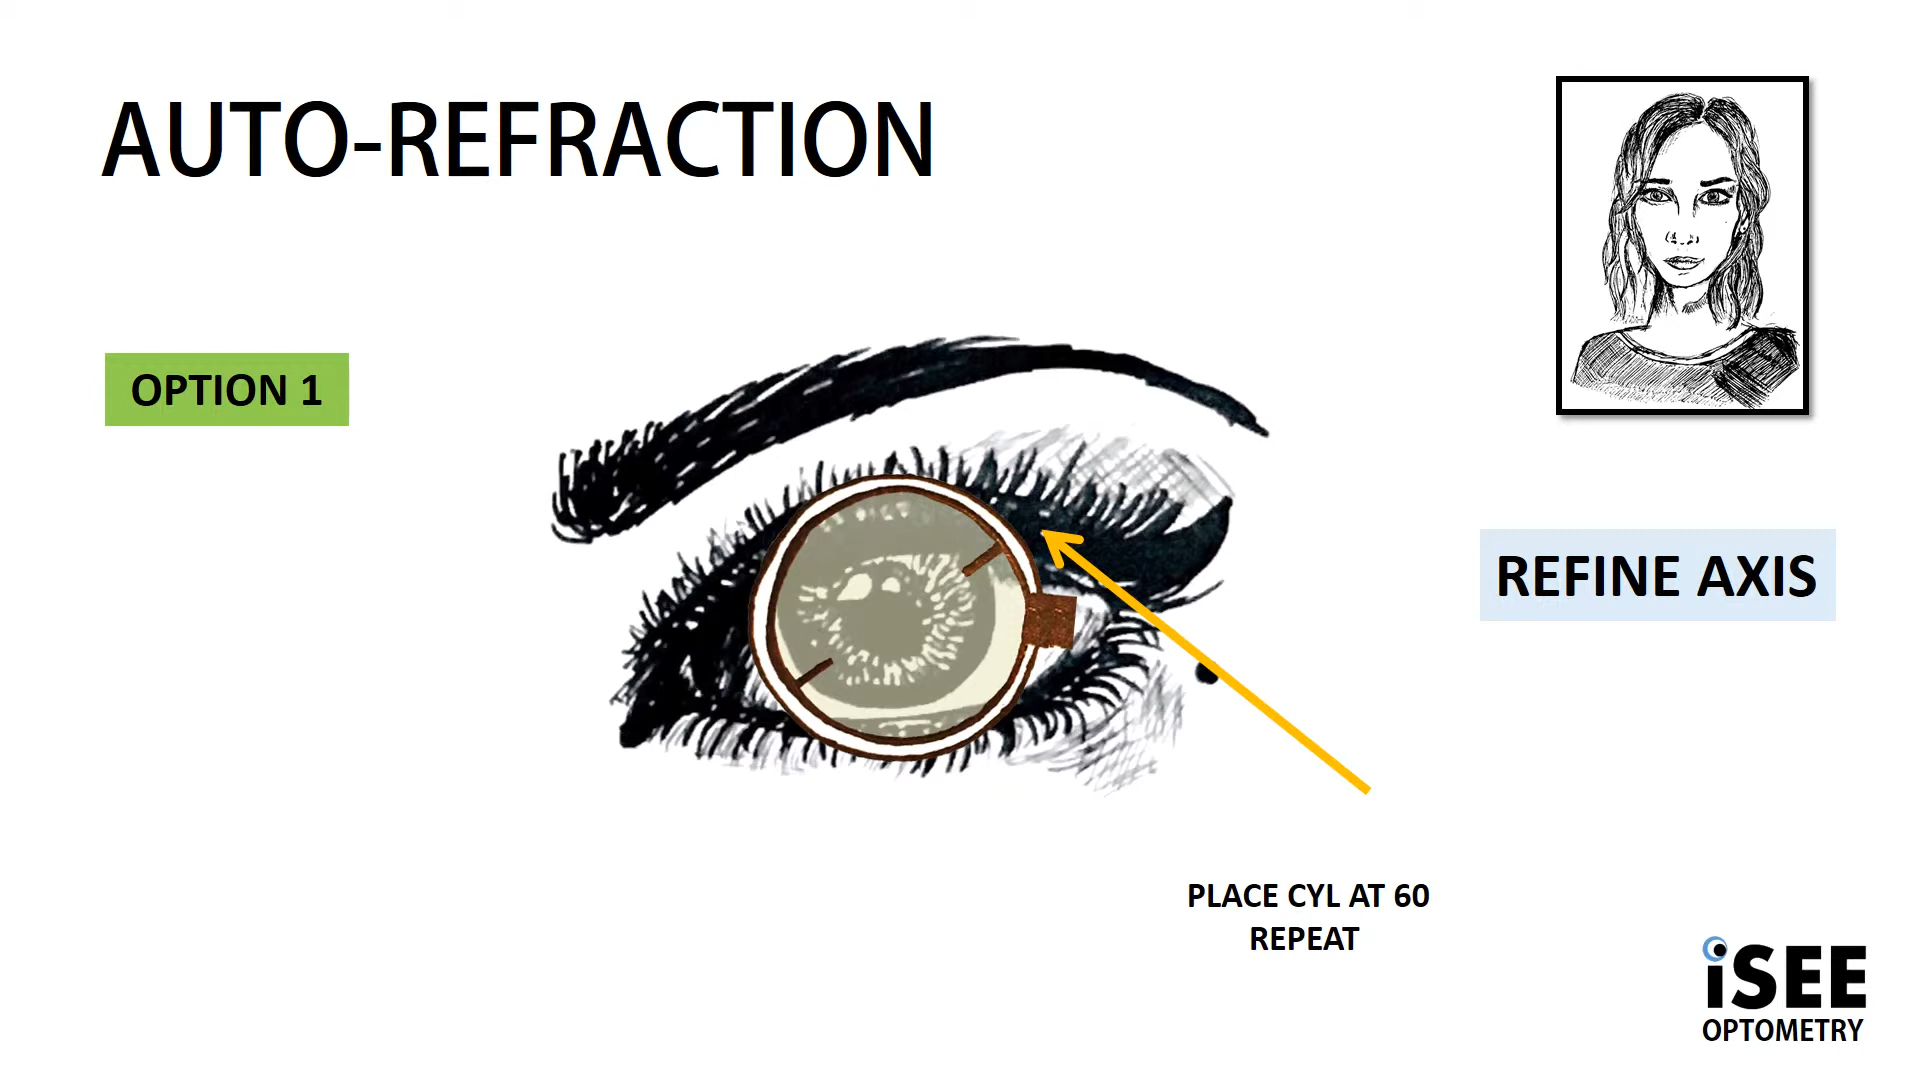 AUTO-REFRACTION
OPTION 1
REFINE AXIS
PLACE CYL AT 60
REPEAT
iSEE
OPTOMETRY